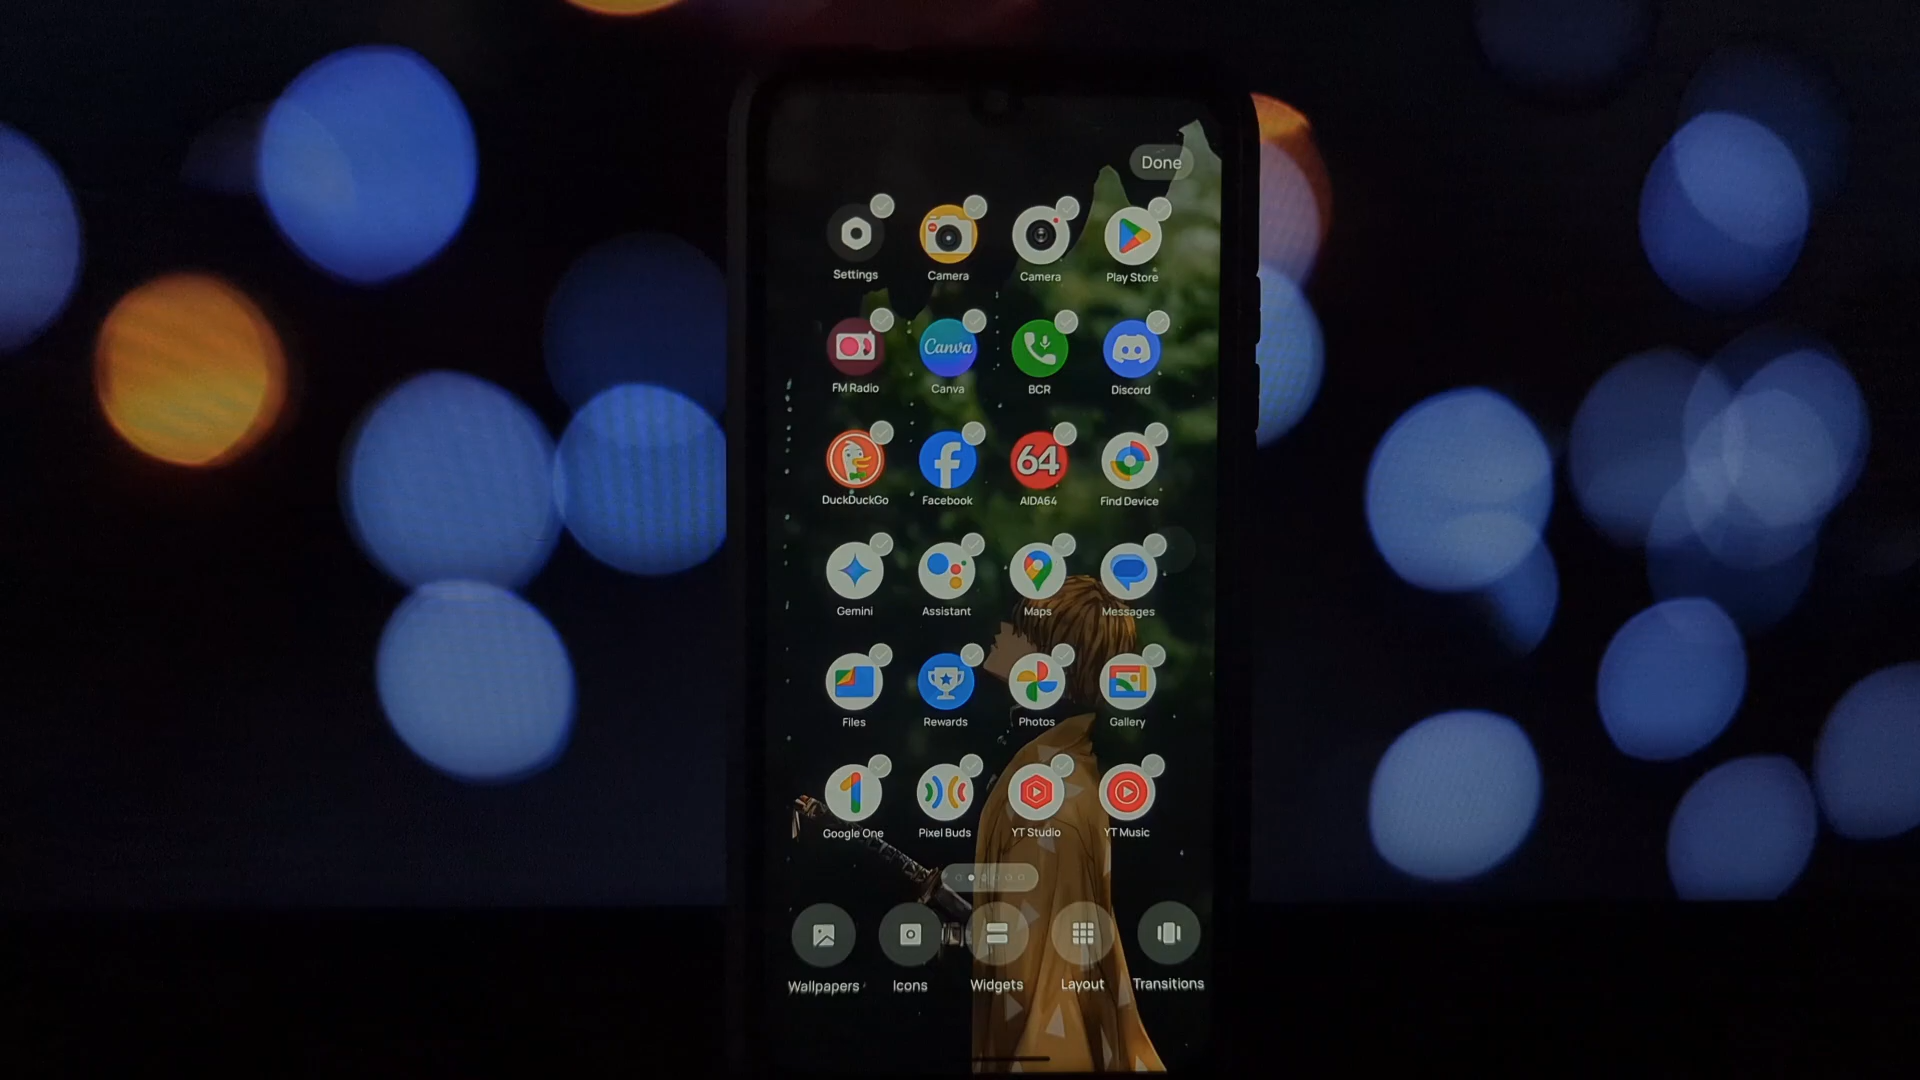 Done
Settings
Camera
Camera
Play Store
FM Radio
Canva
Canva
BCR
Discord
DuckDuckGo
Facebook
64
AIDA64
Find Device
Gemini
Assistant
Maps
Messages
Files
Rewards
Photos
Gallery
1
Google One
Pixel Buds
YT Studio
YT Music
Wallpapers
Icons
Widgets
Layout
Transitions